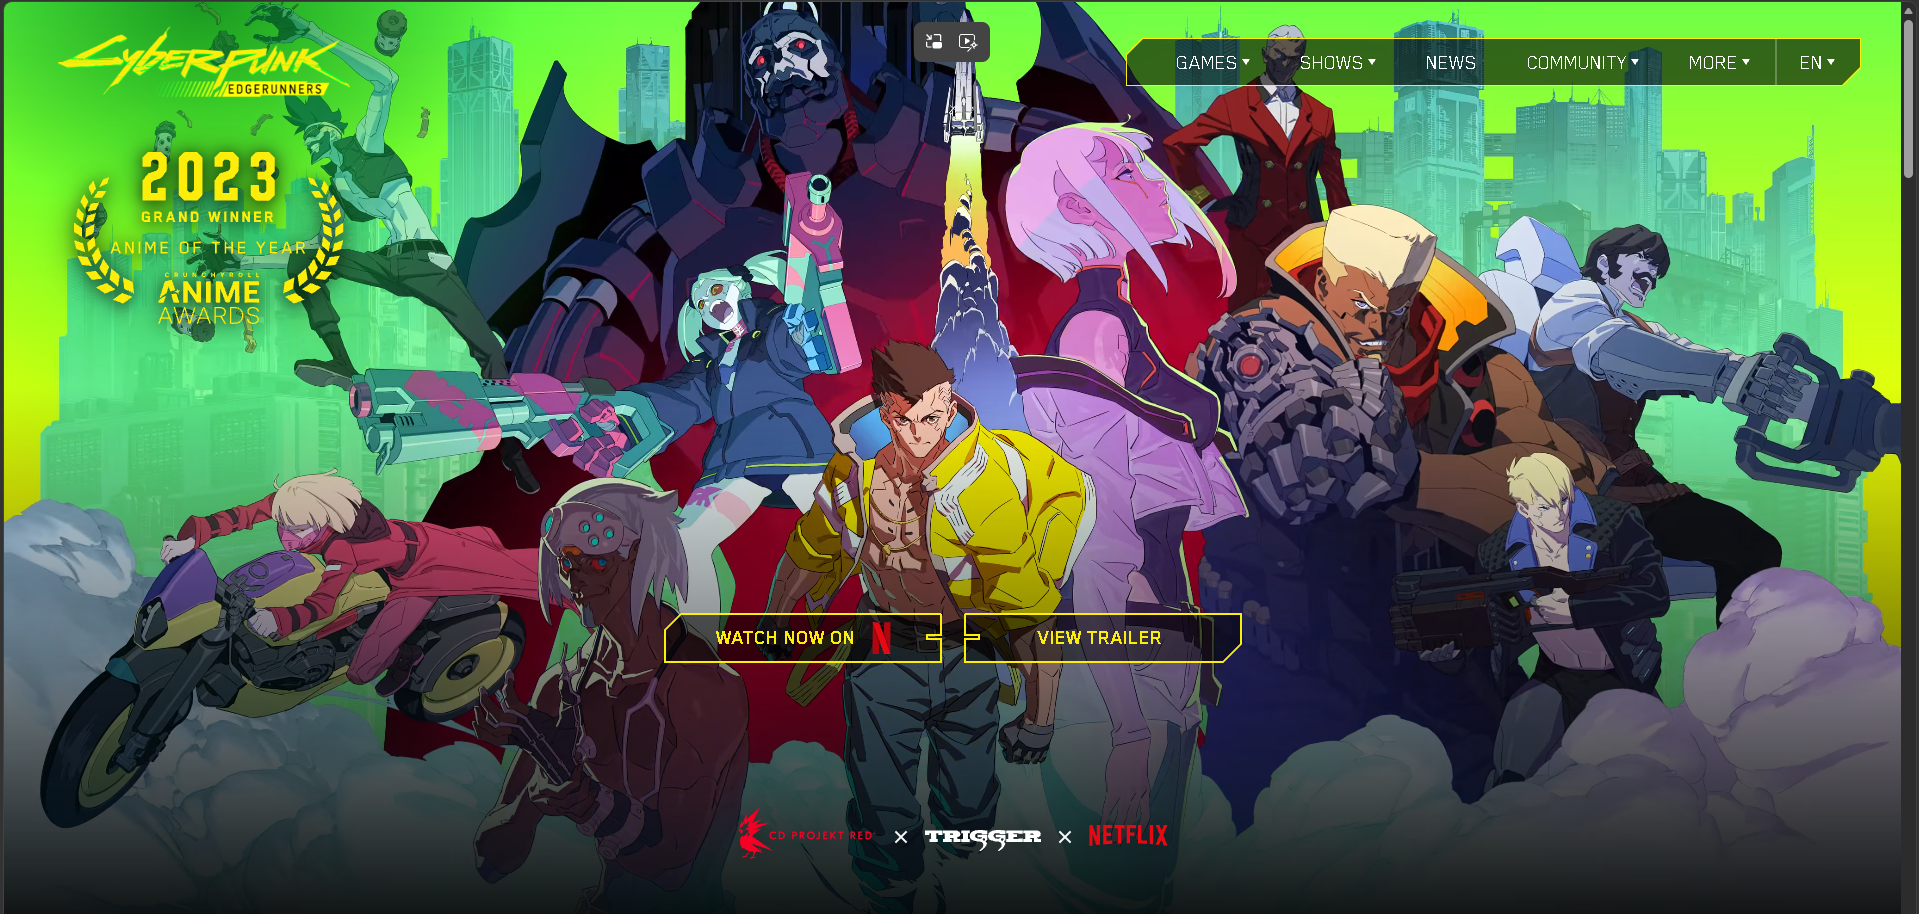 CYBERPUNK
EDGERUNNERS
GAMES
SHOWS
NEWS
COMMUNITY
MORE
EN
2023
GRAND WINNER
ANIME OF THE YEAR
CRUNCHYROLL
ANIME
AWARDS
WATCH NOW ON N
VIEW TRAILER
CD PROJEKT RED × TRIGGER × NETFLIX